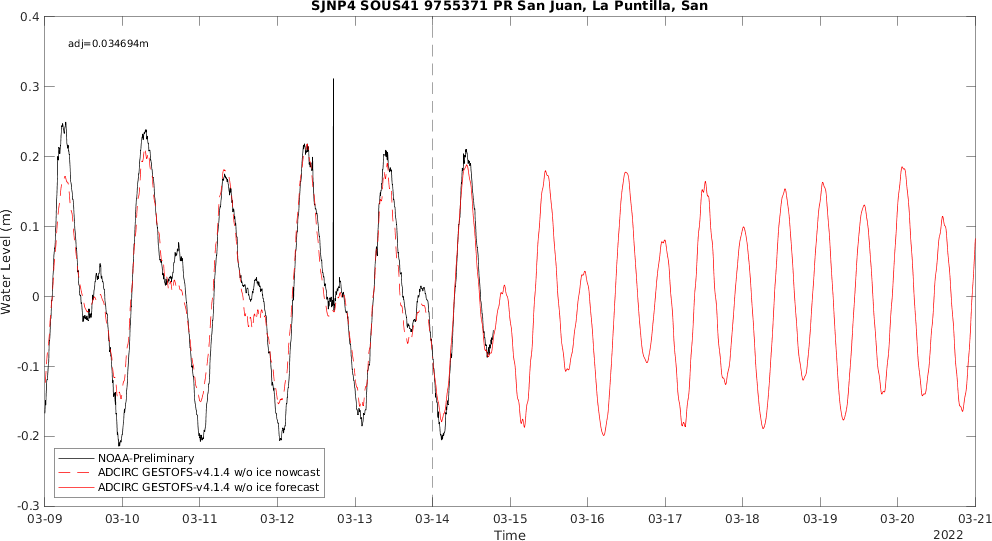 SJNP4 SOUS41 9755371 PR San Juan, La Puntilla, San
adj=0.034694m
Water Level (m)
0.4
0.3
0.2
0.1
0
-0.1
-0.2
-0.3
NOAA-Preliminary
ADCIRC GESTOFS-v4.1.4 w/o ice nowcast
ADCIRC GESTOFS-v4.1.4 w/o ice forecast
03-09 03-10 03-11 03-12 03-13 03-14 03-15 03-16 03-17 03-18 03-19 03-20 03-21
Time
2022